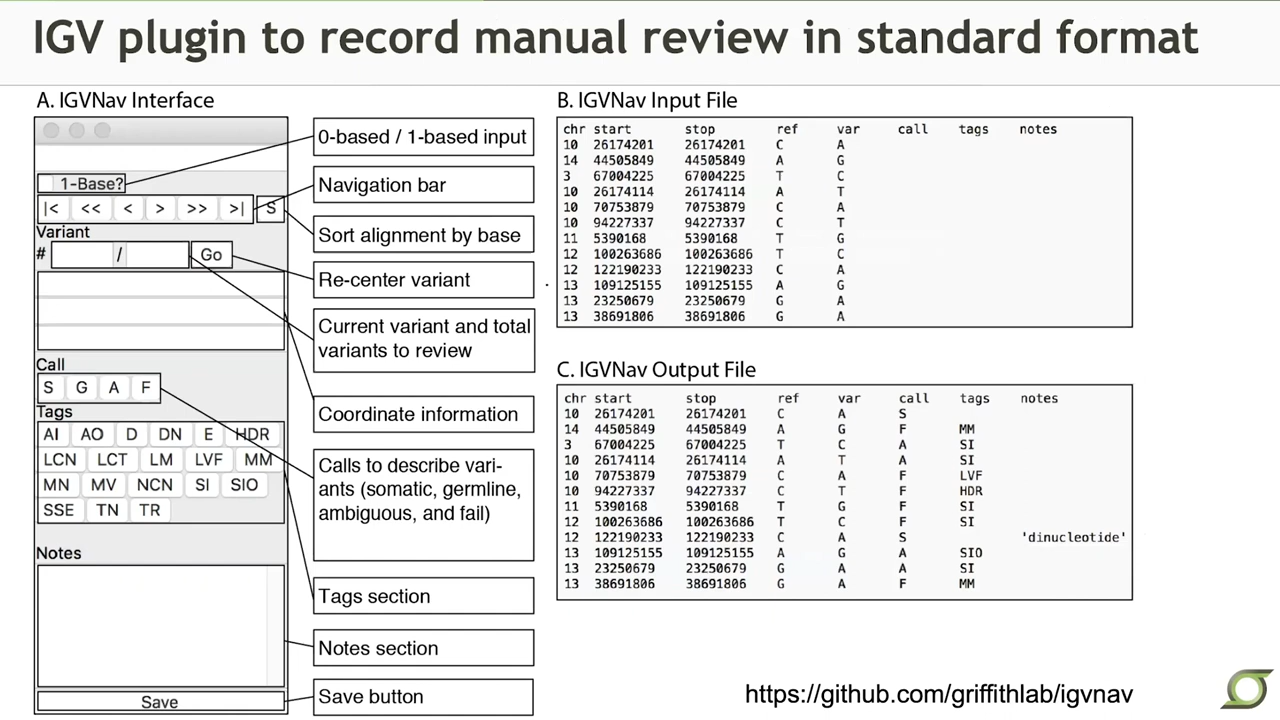 IGV plugin to record manual review in standard format
A. IGVNav Interface
1-Base?
|< << < > >> >| S
Variant
# / Go
Call
S G A F
Tags
AI AO D DN E HDR
LCN LCT LM LVF MM
MN MV NCN SI SIO
SSE TN TR
Notes
Save
0-based / 1-based input
Navigation bar
Sort alignment by base
Re-center variant
Current variant and total
variants to review
Coordinate information
Calls to describe vari-
ants (somatic, germline,
ambiguous, and fail)
Tags section
Notes section
Save button
B. IGVNav Input File
chr start stop ref var call tags notes
10 26174201 26174201 C A
14 44505849 44505849 A G
3 67004225 67004225 T C
10 26174114 26174114 A T
10 70753879 70753879 C A
10 94227337 94227337 C T
11 5390168 5390168 T G
12 100263686 100263686 T C
12 122190233 122190233 C A
13 109125155 109125155 A G
13 23250679 23250679 G A
13 38691806 38691806 G A
C. IGVNav Output File
chr start stop ref var call tags notes
10 26174201 26174201 C A S
14 44505849 44505849 A G F MM
3 67004225 67004225 T C A SI
10 26174114 26174114 A T A SI
10 70753879 70753879 C A F LVF
10 94227337 94227337 C T F HDR
11 5390168 5390168 T G F SI
12 100263686 100263686 T C F SI
12 122190233 122190233 C A S 'dinucleotide'
13 109125155 109125155 A G A SIO
13 23250679 23250679 G A A SI
13 38691806 38691806 G A F MM
https://github.com/griffithlab/igvnav